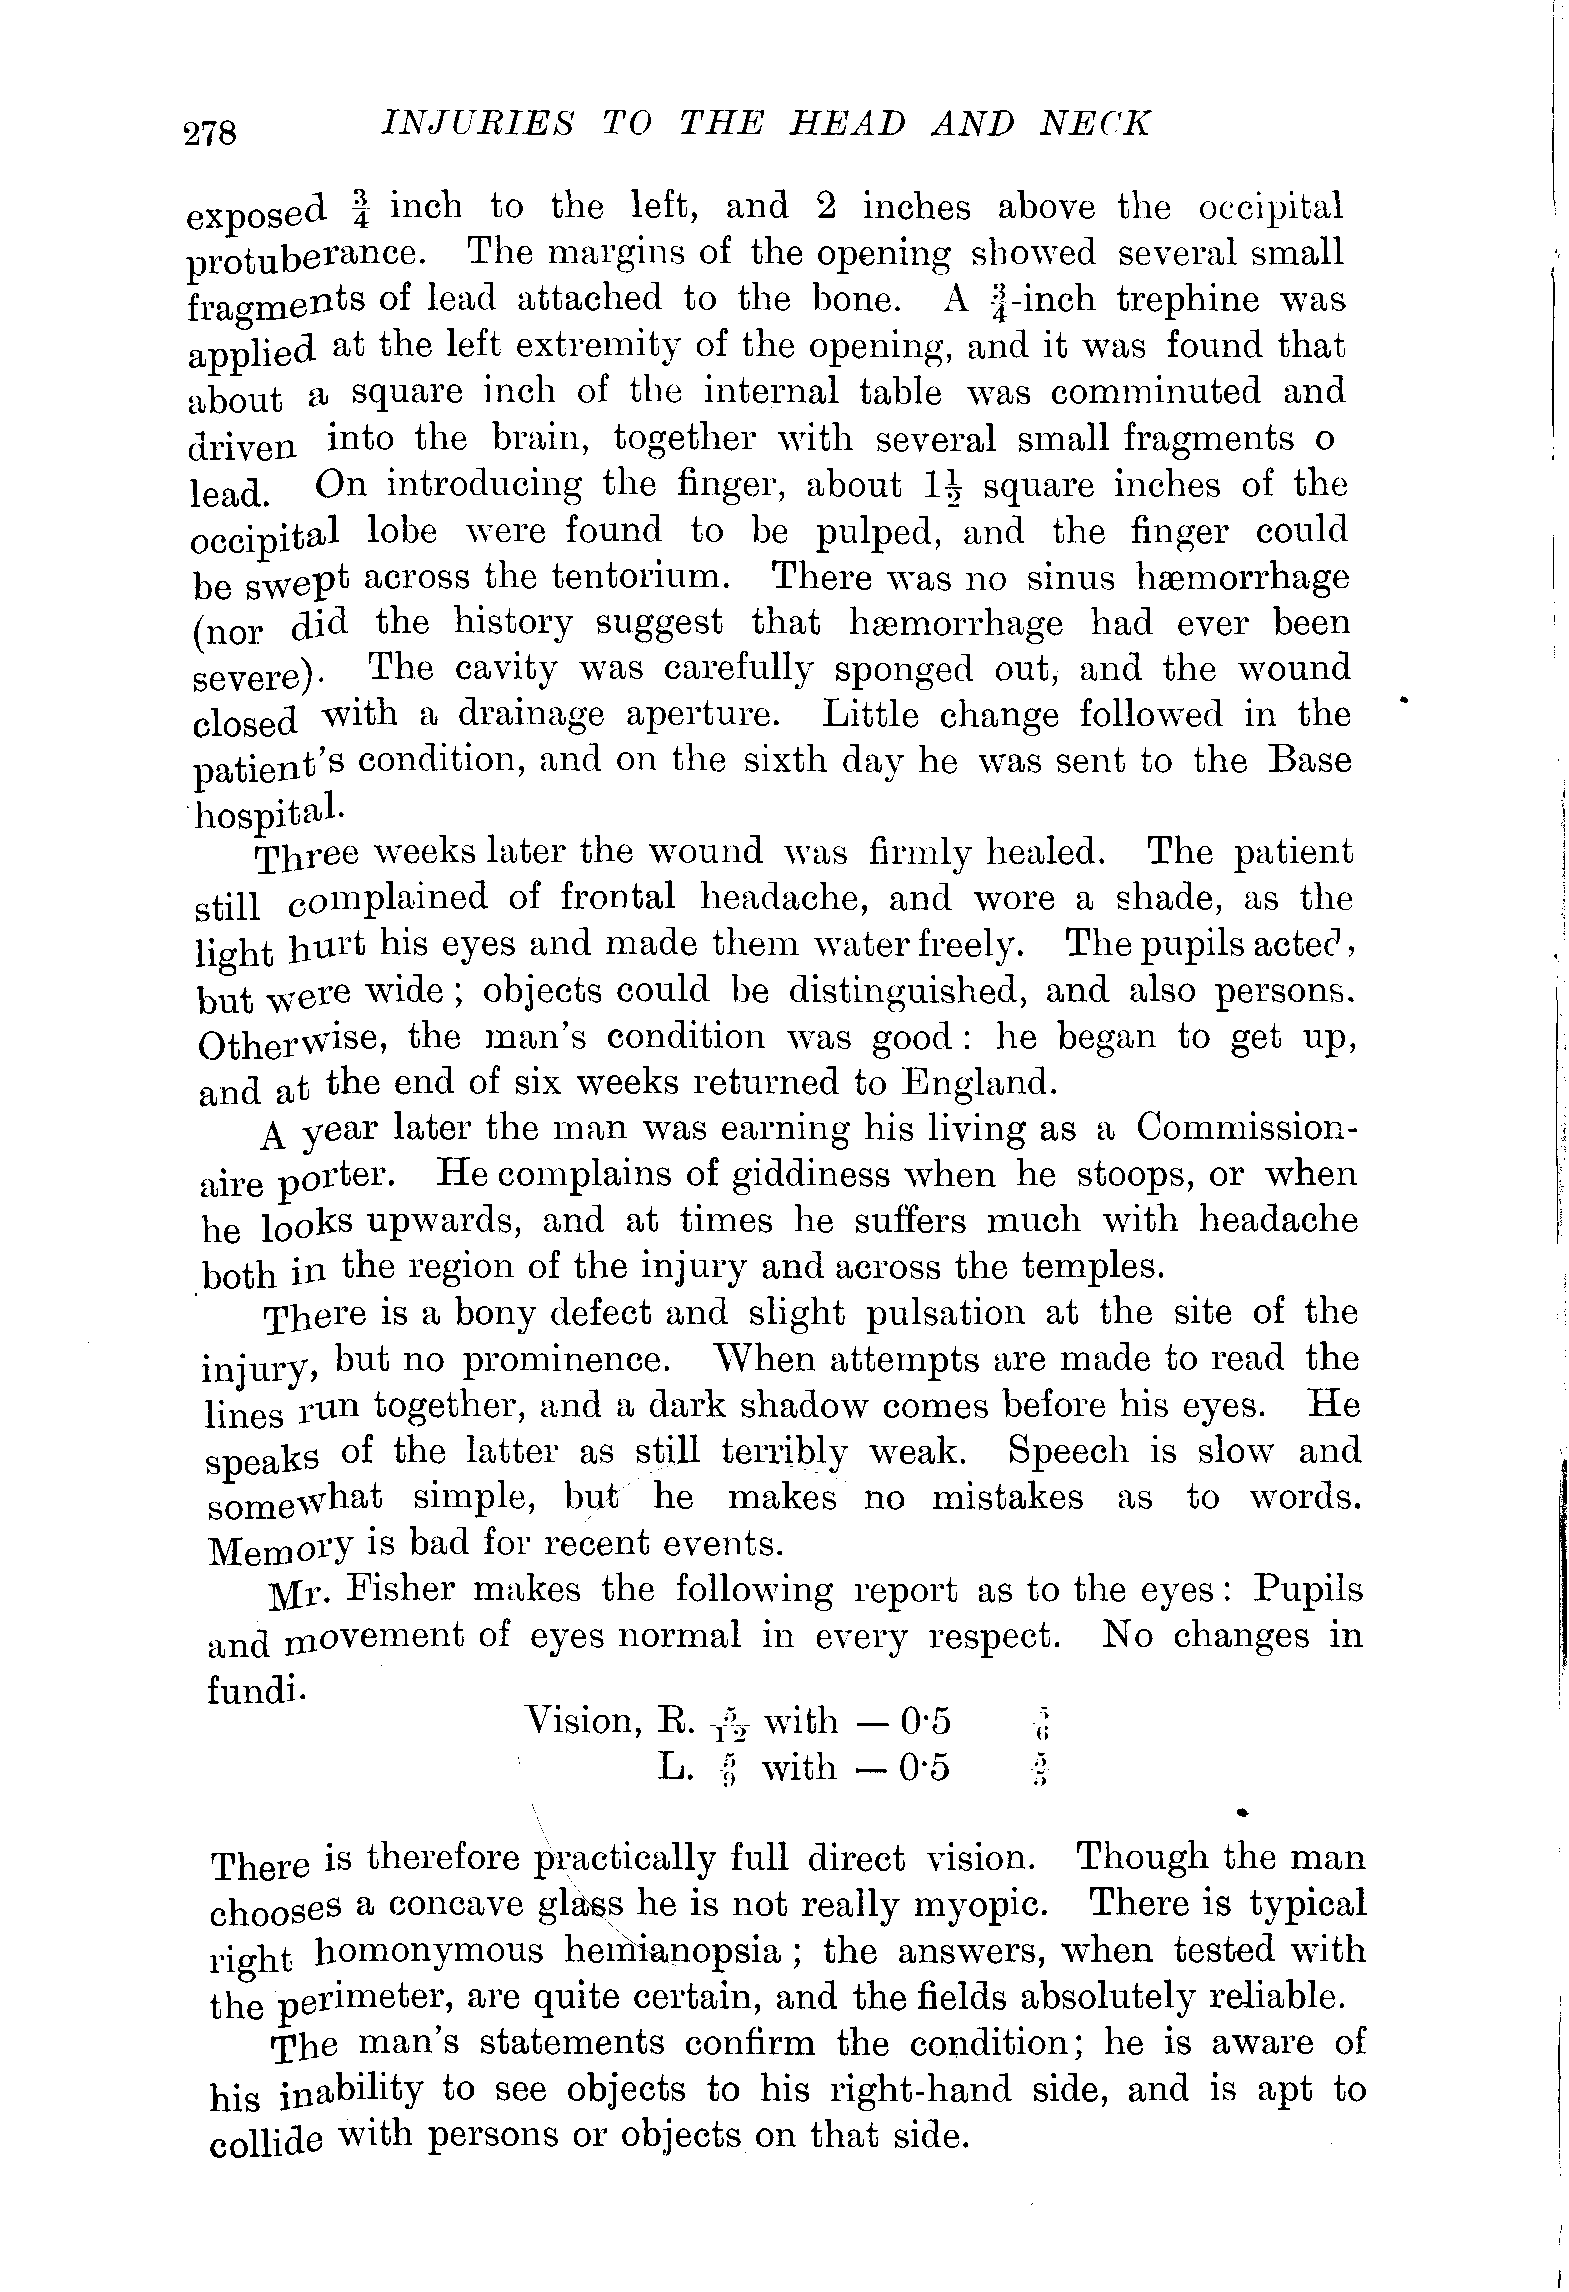 278 INJURIES TO THE HEAD AND NECK
exposed ¾ inch to the left, and 2 inches above the occipital
protuberance. The margins of the opening showed several small
fragments of lead attached to the bone. A ¾-inch trephine was
applied at the left extremity of the opening, and it was found that
about a square inch of the internal table was comminuted and
driven into the brain, together with several small fragments o
lead. On introducing the finger, about 1½ square inches of the
occipital lobe were found to be pulped, and the finger could
be swept across the tentorium. There was no sinus hæmorrhage
(nor did the history suggest that hæmorrhage had ever been
severe). The cavity was carefully sponged out, and the wound
closed with a drainage aperture. Little change followed in the
patient's condition, and on the sixth day he was sent to the Base
hospital.
Three weeks later the wound was firmly healed. The patient
still complained of frontal headache, and wore a shade, as the
light hurt his eyes and made them water freely. The pupils acted,
but were wide; objects could be distinguished, and also persons.
Otherwise, the man's condition was good: he began to get up,
and at the end of six weeks returned to England.
A year later the man was earning his living as a Commission-
aire porter. He complains of giddiness when he stoops, or when
he looks upwards, and at times he suffers much with headache
both in the region of the injury and across the temples.
There is a bony defect and slight pulsation at the site of the
injury, but no prominence. When attempts are made to read the
lines run together, and a dark shadow comes before his eyes. He
speaks of the latter as still terribly weak. Speech is slow and
somewhat simple, but he makes no mistakes as to words.
Memory is bad for recent events.
Mr. Fisher makes the following report as to the eyes: Pupils
and movement of eyes normal in every respect. No changes in
fundi.
Vision, R. 5/12 with — 0·5 5/6
L. 5/9 with — 0·5 5/5
There is therefore practically full direct vision. Though the man
chooses a concave glass he is not really myopic. There is typical
right homonymous hemianopsia; the answers, when tested with
the perimeter, are quite certain, and the fields absolutely reliable.
The man's statements confirm the condition; he is aware of
his inability to see objects to his right-hand side, and is apt to
collide with persons or objects on that side.